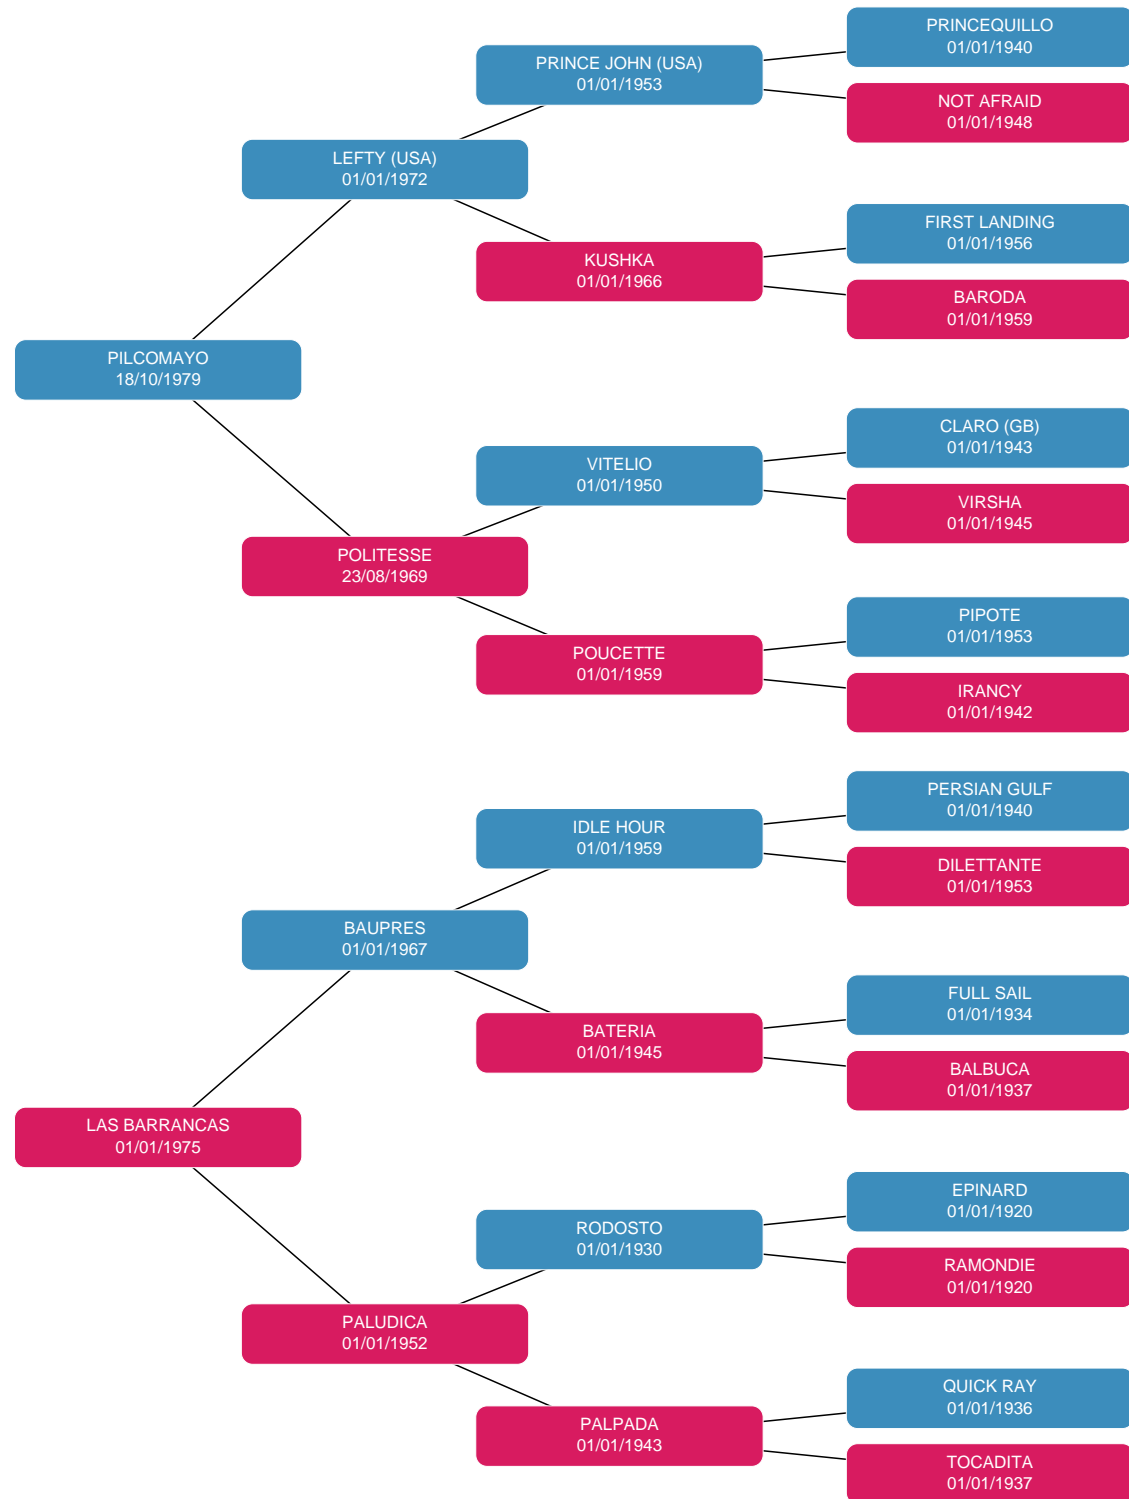 PRINCEQUILLO
01/01/1940
PRINCE JOHN (USA)
01/01/1953
NOT AFRAID
01/01/1948
LEFTY (USA)
01/01/1972
FIRST LANDING
01/01/1956
KUSHKA
01/01/1966
BARODA
01/01/1959
PILCOMAYO
18/10/1979
CLARO (GB)
01/01/1943
VITELIO
01/01/1950
VIRSHA
01/01/1945
POLITESSE
23/08/1969
PIPOTE
01/01/1953
POUCETTE
01/01/1959
IRANCY
01/01/1942
PERSIAN GULF
01/01/1940
IDLE HOUR
01/01/1959
DILETTANTE
01/01/1953
BAUPRES
01/01/1967
FULL SAIL
01/01/1934
BATERIA
01/01/1945
BALBUCA
01/01/1937
LAS BARRANCAS
01/01/1975
EPINARD
01/01/1920
RODOSTO
01/01/1930
RAMONDIE
01/01/1920
PALUDICA
01/01/1952
QUICK RAY
01/01/1936
PALPADA
01/01/1943
TOCADITA
01/01/1937